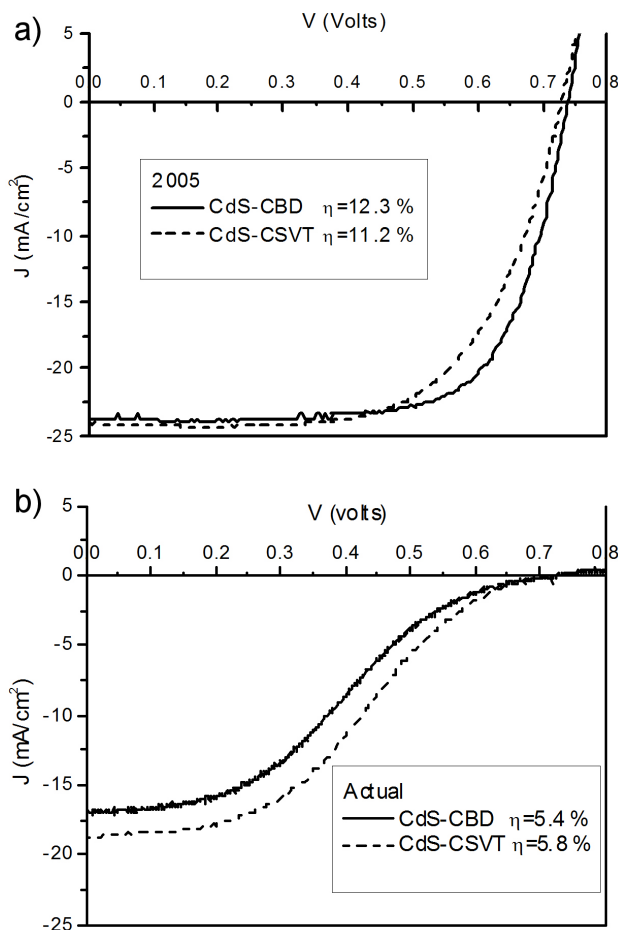 a)
V (Volts)
5
0.0 0.1 0.2 0.3 0.4 0.5 0.6 0.7 0.8
0
-5
-10
-15
-20
-25
J (mA/cm²)
2005
CdS-CBD η=12.3 %
CdS-CSVT η=11.2 %
b)
V (volts)
5
0.0 0.1 0.2 0.3 0.4 0.5 0.6 0.7 0.8
0
-5
-10
-15
-20
-25
J (mA/cm²)
Actual
CdS-CBD η=5.4 %
CdS-CSVT η=5.8 %